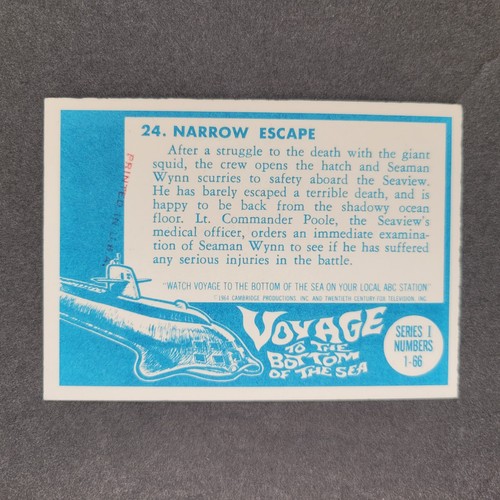 24. NARROW ESCAPE
After a struggle to the death with the giant
squid, the crew opens the hatch and Seaman
Wynn scurries to safety aboard the Seaview.
He has barely escaped a terrible death, and is
happy to be back from the shadowy ocean
floor. Lt. Commander Poole, the Seaview's
medical officer, orders an immediate examina-
tion of Seaman Wynn to see if he has suffered
any serious injuries in the battle.
"WATCH VOYAGE TO THE BOTTOM OF THE SEA ON YOUR LOCAL ABC STATION"
©1964 CAMBRIDGE PRODUCTIONS, INC. AND TWENTIETH CENTURY-FOX TELEVISION, INC.
VOYAGE
TO THE
BOTTOM
OF THE SEA
SERIES I
NUMBERS
1-66
PRINTED IN U.S.A.